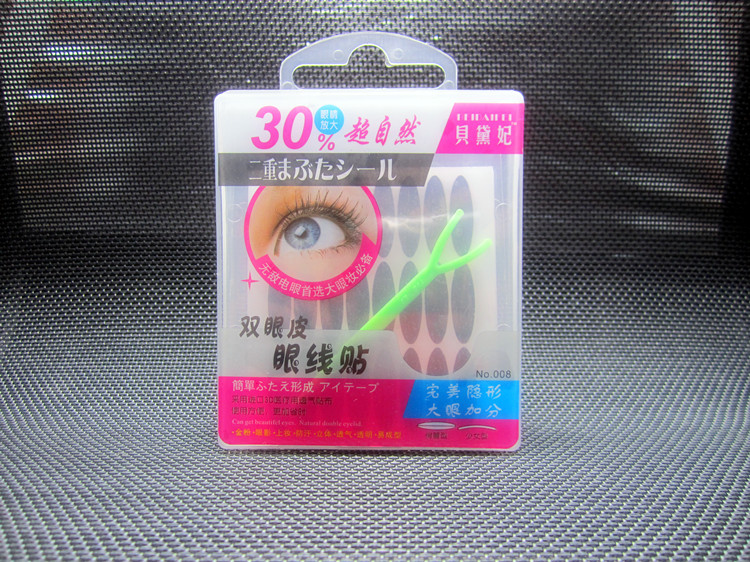 30%
眼睛
放大
超自然
BEIDAIFEI
貝黛妃
二重まぶたシール
无敌电眼首选大眼妆必备
双眼皮
眼线贴
No.008
簡單ふたえ形成 アイテープ
完美隐形
大眼加分
Can get beautiful eyes. Natural double eyelid.